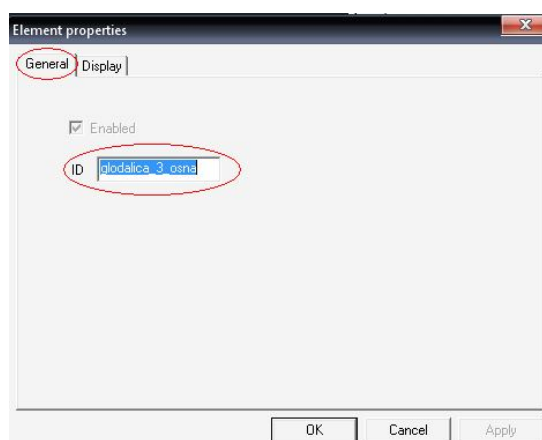 Element properties
General Display
Enabled
ID glodalica_3_osna
OK Cancel Apply